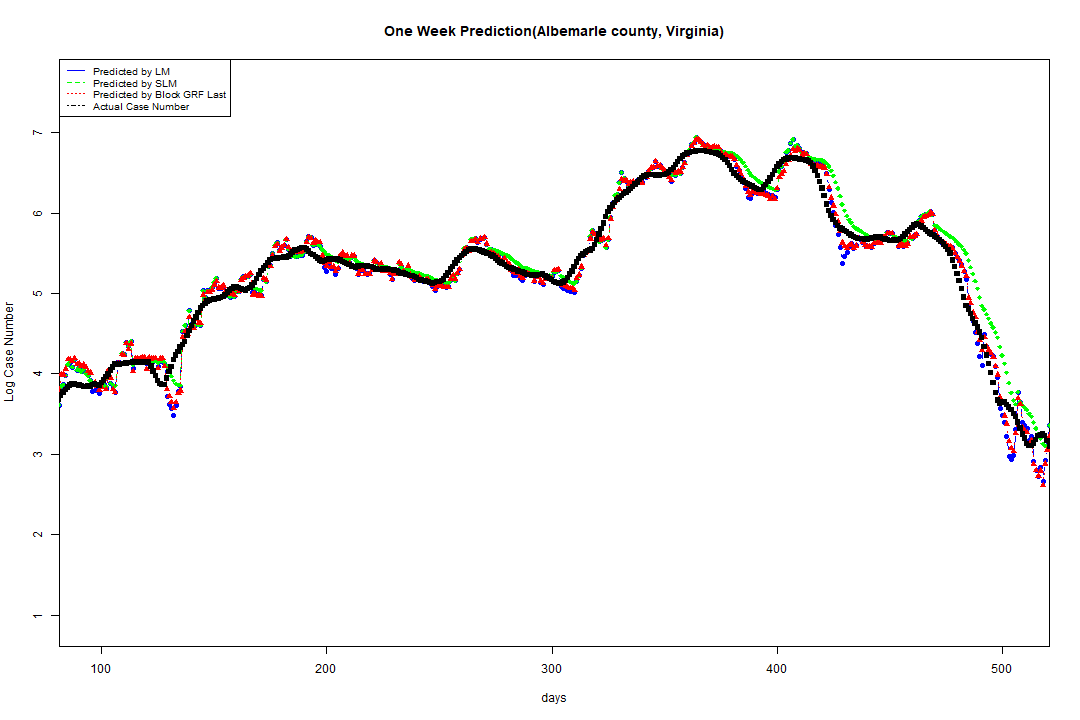 One Week Prediction(Albemarle county, Virginia)
Predicted by LM
Predicted by SLM
Predicted by Block GRF Last
Actual Case Number
7
6
5
4
3
2
1
Log Case Number
100 200 300 400 500
days